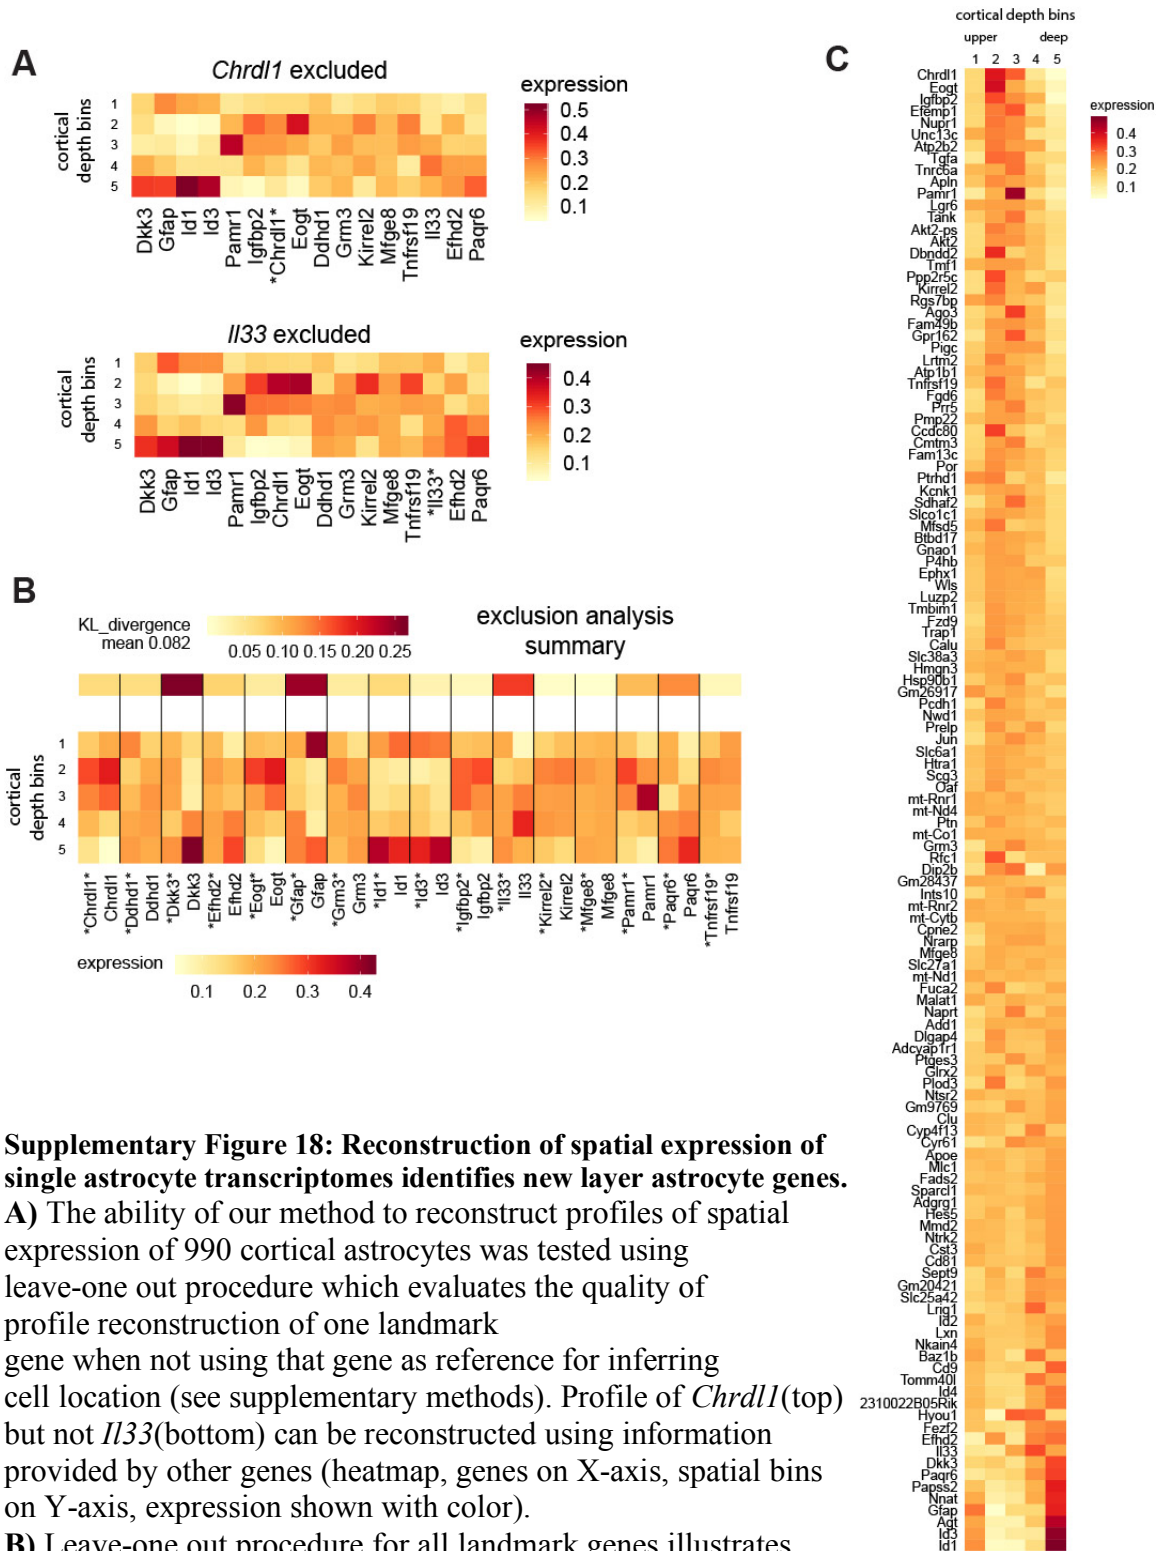 A
Chrdl1 excluded
cortical
depth bins
1
2
3
4
5
Dkk3
Gfap
Id1
Id3
Pamr1
Igfbp2
*Chrdl1*
Eogt
Ddhd1
Grm3
Kirrel2
Mfge8
Tnfrsf19
Il33
Efhd2
Paqr6
expression
0.5
0.4
0.3
0.2
0.1
Il33 excluded
cortical
depth bins
1
2
3
4
5
Dkk3
Gfap
Id1
Id3
Pamr1
Igfbp2
Chrdl1
Eogt
Ddhd1
Grm3
Kirrel2
Mfge8
Tnfrsf19
*Il33*
Efhd2
Paqr6
expression
0.4
0.3
0.2
0.1
B
KL_divergence
mean 0.082
0.05 0.10 0.15 0.20 0.25
exclusion analysis
summary
cortical
depth bins
1
2
3
4
5
*Chrdl1*
Chrdl1
*Ddhd1*
Ddhd1
*Dkk3*
Dkk3
*Efhd2*
Efhd2
*Eogt*
Eogt
*Gfap*
Gfap
*Grm3*
Grm3
*Id1*
Id1
*Id3*
Id3
*Igfbp2*
Igfbp2
*Il33*
Il33
*Kirrel2*
Kirrel2
*Mfge8*
Mfge8
*Pamr1*
Pamr1
*Paqr6*
Paqr6
*Tnfrsf19*
Tnfrsf19
expression
0.1 0.2 0.3 0.4
C
cortical depth bins
upper deep
1 2 3 4 5
Chrdl1
Eogt
Igfbp2
Efemp1
Nupr1
Unc13c
Atp2b2
Tgfa
Tnrc6a
Apln
Pamr1
Lgr6
Tank
Akt2-ps
Akt2
Dbndd2
Tmf1
Ppp2r5c
Kirrel2
Rgs7bp
Ago3
Fam49b
Gpr162
Pigc
Lrtm2
Atp1b1
Tnfrsf19
Fgd6
Prr5
Pmp22
Ccdc80
Cmtm3
Fam13c
Por
Ptrhd1
Kcnk1
Sdhaf2
Slco1c1
Mfsd5
Btbd17
Gnao1
P4hb
Ephx1
Wls
Luzp2
Tmbim1
Fzd9
Trap1
Calu
Slc38a3
Hmgn3
Hsp90b1
Gm26917
Pcdh1
Nwd1
Prelp
Jun
Slc6a1
Htra1
Scg3
Oaf
mt-Rnr1
mt-Nd4
Ptn
mt-Co1
Grm3
Rfc1
Dip2b
Gm28437
Ints10
mt-Rnr2
mt-Cytb
Cpne2
Nrarp
Mfge8
Slc27a1
mt-Nd1
Fuca2
Malat1
Naprt
Add1
Dlgap4
Adcyap1r1
Ptges3
Glrx2
Plod3
Ntsr2
Gm9769
Clu
Cyp4f13
Cyr61
Apoe
Mlc1
Fads2
Sparcl1
Adgrg1
Hes5
Mmd2
Ntrk2
Cst3
Cd81
Sept9
Gm20421
Slc25a42
Lrig1
Id2
Lxn
Nkain4
Baz1b
Cd9
Tomm40l
Id4
2310022B05Rik
Hyou1
Fezf2
Efhd2
Il33
Dkk3
Paqr6
Papss2
Nnat
Gfap
Agt
Id3
Id1
expression
0.4
0.3
0.2
0.1
Supplementary Figure 18: Reconstruction of spatial expression of
single astrocyte transcriptomes identifies new layer astrocyte genes.
A) The ability of our method to reconstruct profiles of spatial
expression of 990 cortical astrocytes was tested using
leave-one out procedure which evaluates the quality of
profile reconstruction of one landmark
gene when not using that gene as reference for inferring
cell location (see supplementary methods). Profile of Chrdl1(top)
but not Il33(bottom) can be reconstructed using information
provided by other genes (heatmap, genes on X-axis, spatial bins
on Y-axis, expression shown with color).
B) Leave-one out procedure for all landmark genes illustrates